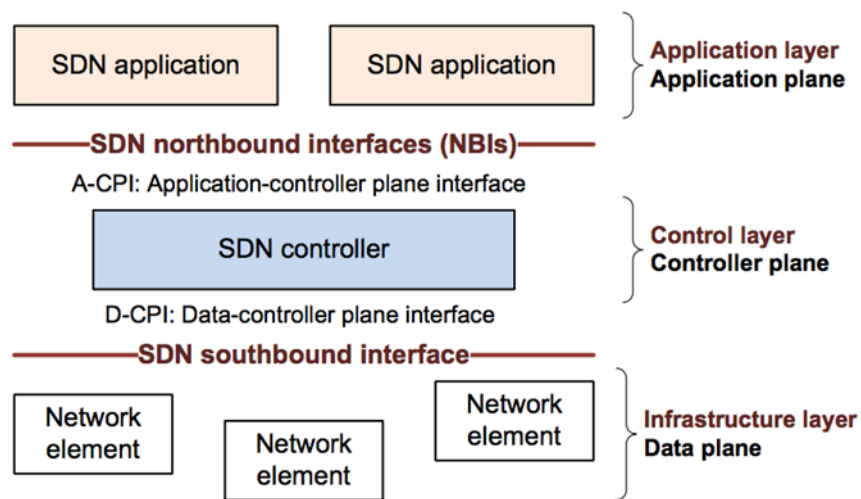 SDN application
SDN application
Application layer
Application plane
SDN northbound interfaces (NBIs)
A-CPI: Application-controller plane interface
SDN controller
Control layer
Controller plane
D-CPI: Data-controller plane interface
SDN southbound interface
Network
element
Network
element
Network
element
Infrastructure layer
Data plane